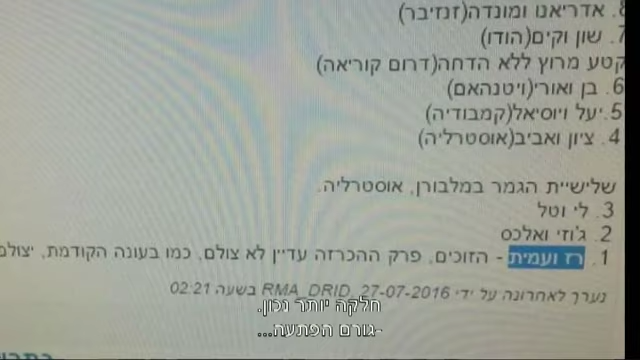 8. אדריאנו ומונדה(זנזיבר)
7. שון וקים(הודו)
קטע מרוץ ללא הדחה(דרום קוריאה)
6. בן ואורי(ויטנהאם)
5. יעל ויוסיאל(קמבודיה)
4. ציון ואביב(אוסטרליה)
שלישיית הגמר במלבורן, אוסטרליה.
3. לי וטל
2. ג'וזי ואלכס
1. רז ועמית - הזוכים, פרק ההכרזה עדיין לא צולם, כמו בעונה הקודמת, יצולם
נערך לאחרונה על ידי RMA_DRID, 27-07-2016 בשעה 02:21
חלקה יותר נכון.
-גורם הפתעה...